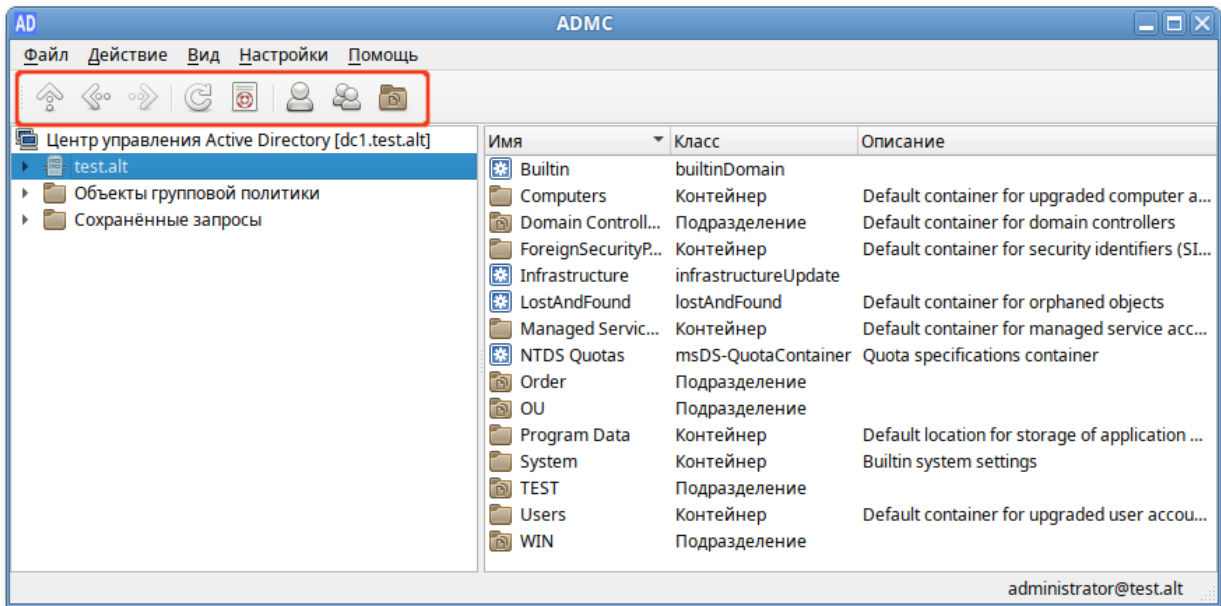 AD ADMC
Файл Действие Вид Настройки Помощь
Центр управления Active Directory [dc1.test.alt]
test.alt
Объекты групповой политики
Сохранённые запросы
Имя Класс Описание
Builtin builtinDomain
Computers Контейнер Default container for upgraded computer a...
Domain Controll... Подразделение Default container for domain controllers
ForeignSecurityP... Контейнер Default container for security identifiers (SI...
Infrastructure infrastructureUpdate
LostAndFound lostAndFound Default container for orphaned objects
Managed Servic... Контейнер Default container for managed service acc...
NTDS Quotas msDS-QuotaContainer Quota specifications container
Order Подразделение
OU Подразделение
Program Data Контейнер Default location for storage of application ...
System Контейнер Builtin system settings
TEST Подразделение
Users Контейнер Default container for upgraded user accou...
WIN Подразделение
administrator@test.alt